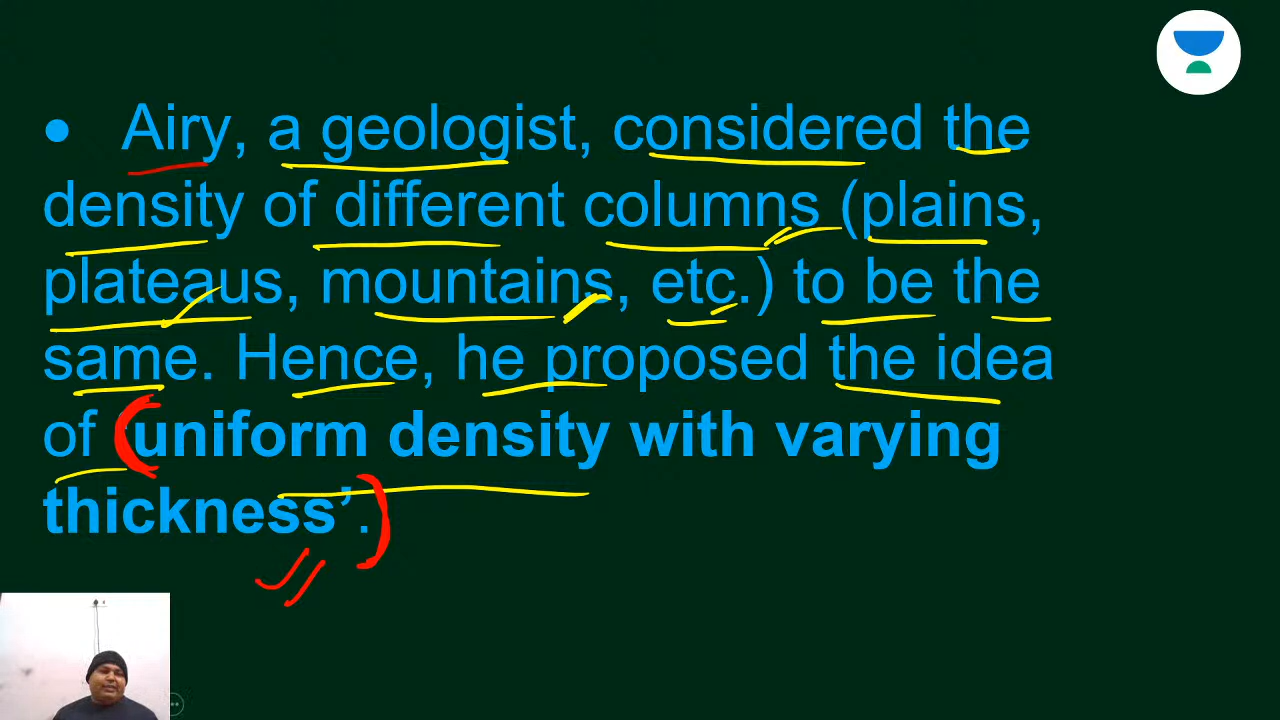 • Airy, a geologist, considered the
density of different columns (plains,
plateaus, mountains, etc.) to be the
same. Hence, he proposed the idea
of ‘uniform density with varying
thickness’.